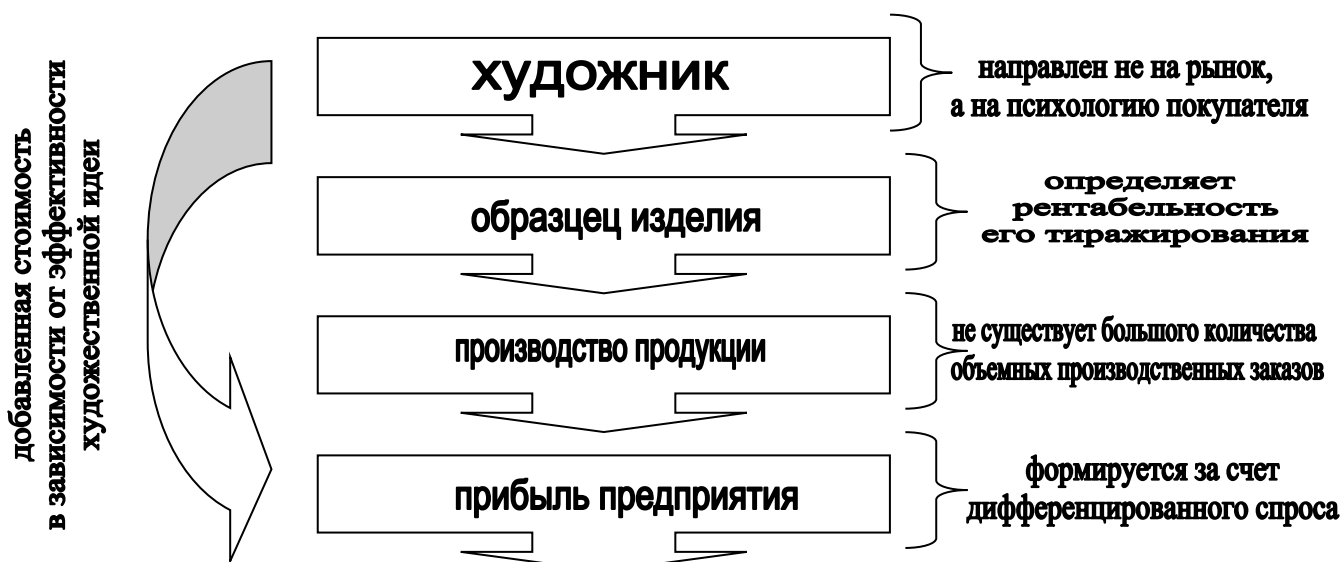 добавленная стоимость
в зависимости от эффективности
художественной идеи
художник
направлен не на рынок,
а на психологию покупателя
образец изделия
определяет
рентабельность
его тиражирования
производство продукции
не существует большого количества
объемных производственных заказов
прибыль предприятия
формируется за счет
дифференцированного спроса